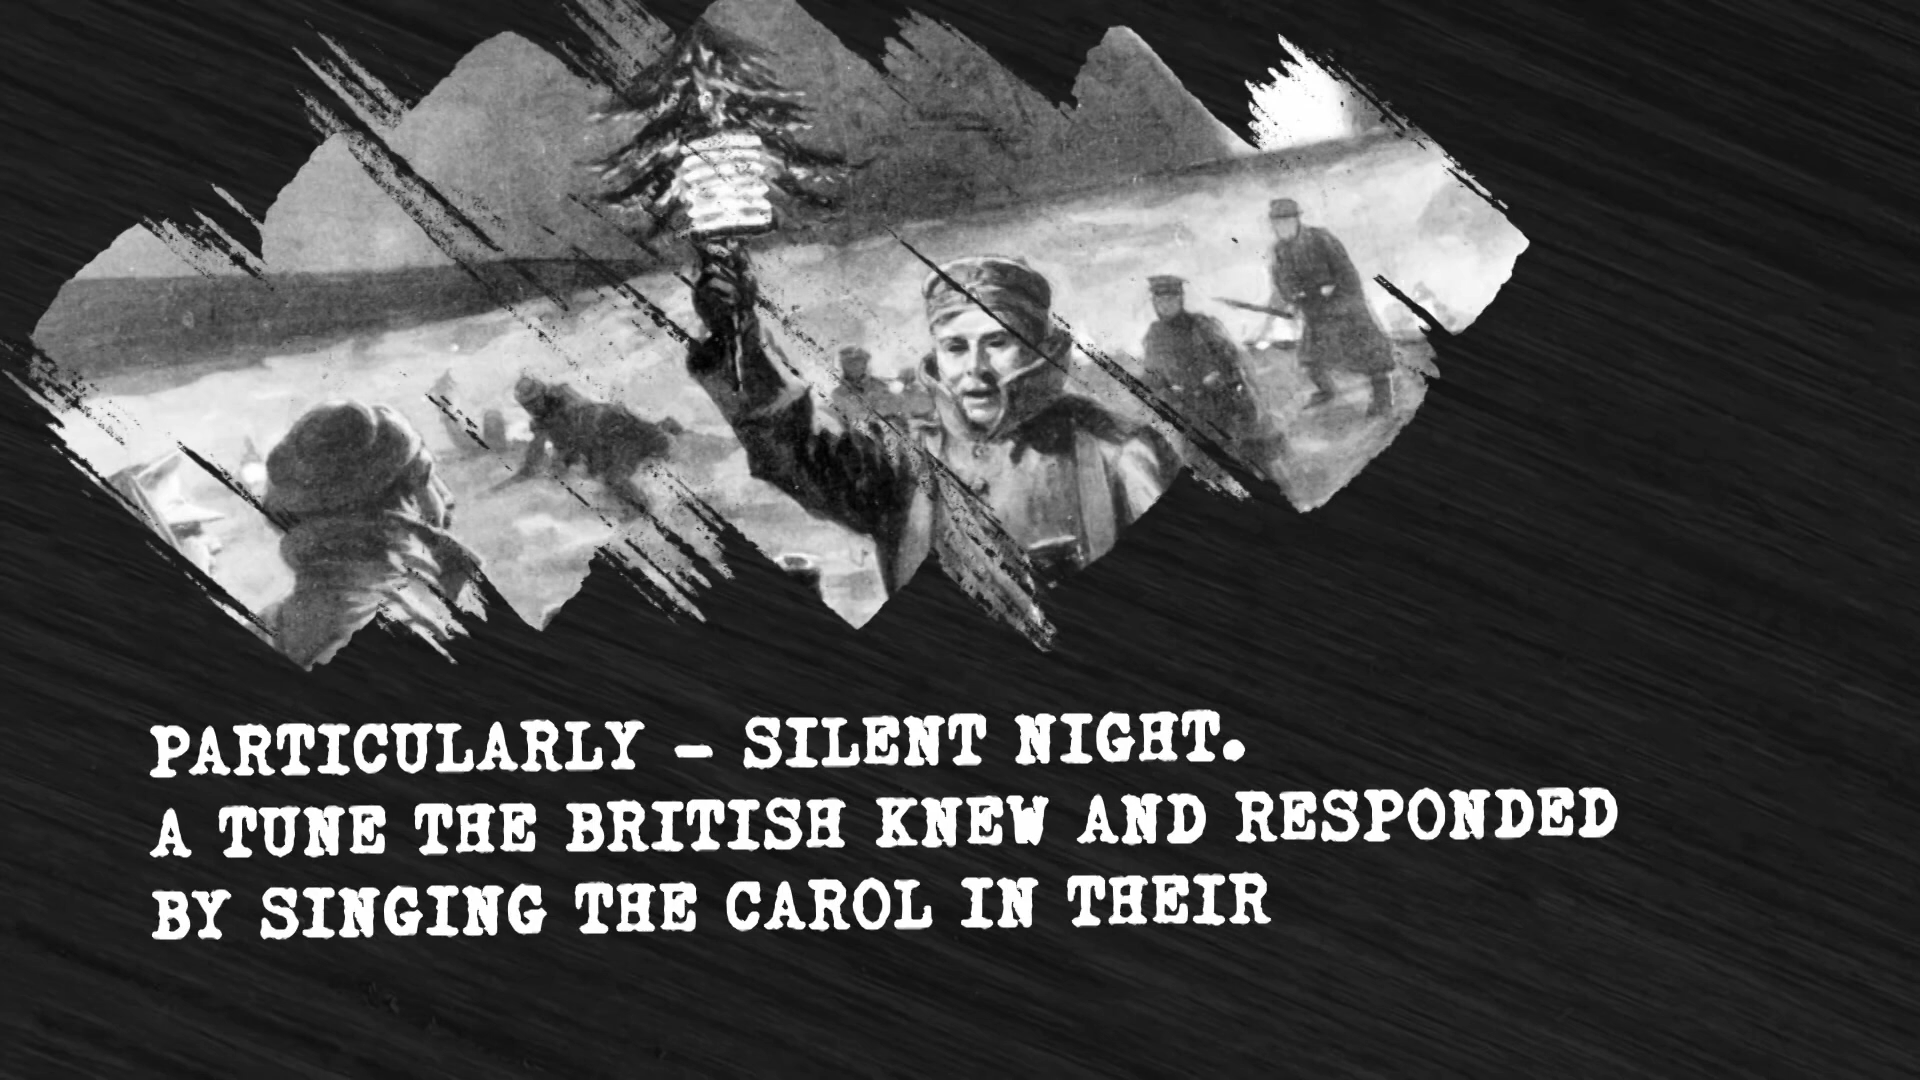 PARTICULARLY – SILENT NIGHT.
A TUNE THE BRITISH KNEW AND RESPONDED
BY SINGING THE CAROL IN THEIR